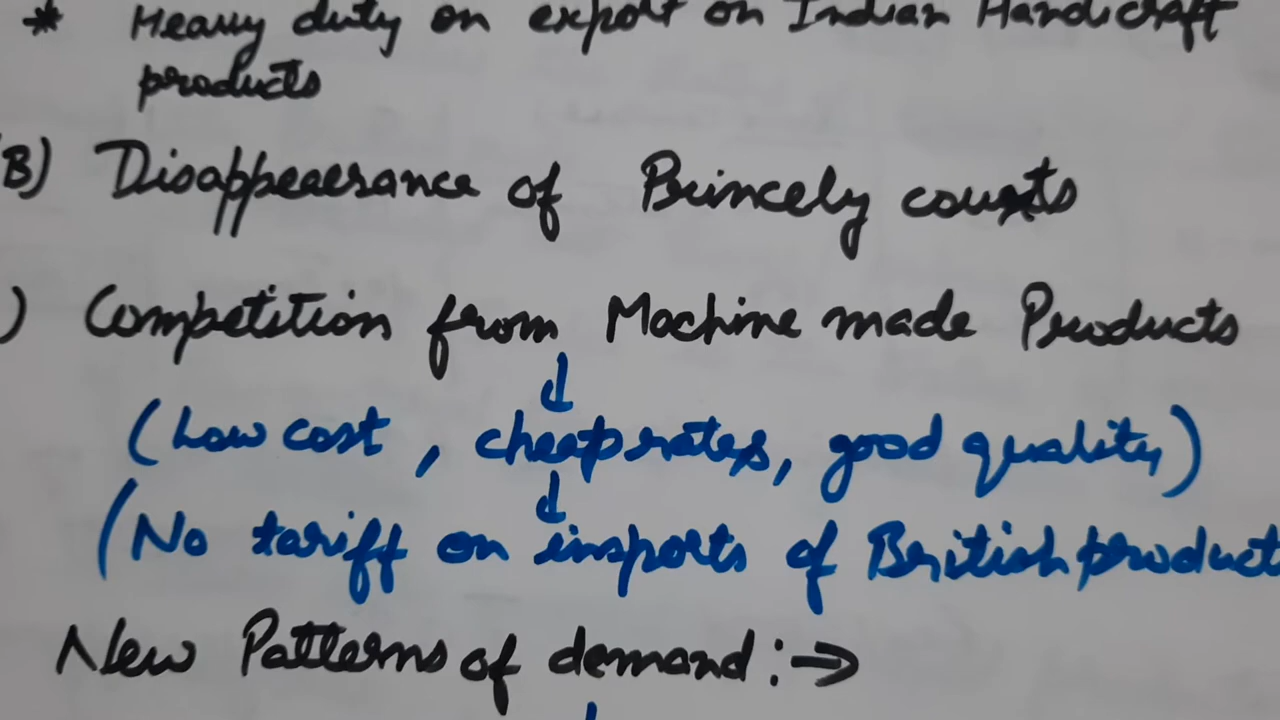 * Heavy duty on export on Indian Handicraft
products
B) Disappearance of Princely courts
) Competition from Machine made Products
(Low cost, cheap rates, good quality)
(No tariff on imports of British product
New Patterns of demand :→